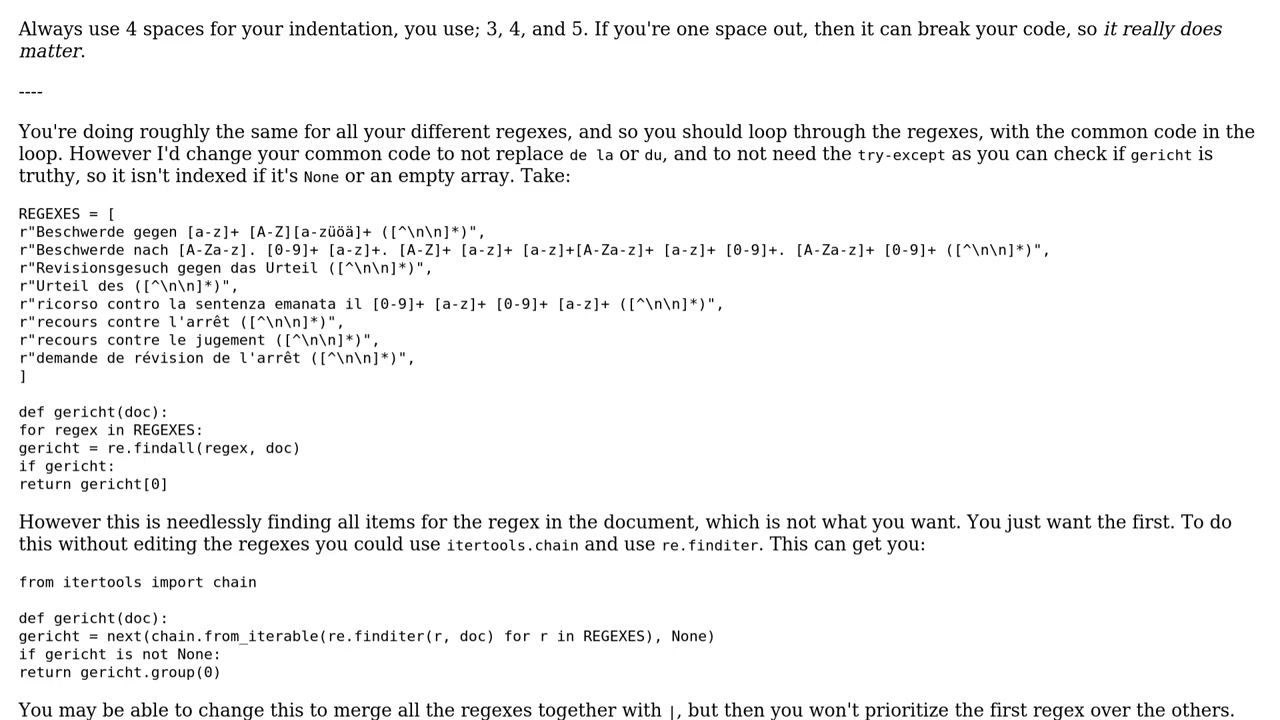 Always use 4 spaces for your indentation, you use; 3, 4, and 5. If you're one space out, then it can break your code, so it really does
matter.
----
You're doing roughly the same for all your different regexes, and so you should loop through the regexes, with the common code in the
loop. However I'd change your common code to not replace de la or du, and to not need the try-except as you can check if gericht is
truthy, so it isn't indexed if it's None or an empty array. Take:
REGEXES = [
r"Beschwerde gegen [a-z]+ [A-Z][a-züöä]+ ([^\n\n]*)",
r"Beschwerde nach [A-Za-z]. [0-9]+ [a-z]+. [A-Z]+ [a-z]+ [a-z]+[A-Za-z]+ [a-z]+ [0-9]+. [A-Za-z]+ [0-9]+ ([^\n\n]*)",
r"Revisionsgesuch gegen das Urteil ([^\n\n]*)",
r"Urteil des ([^\n\n]*)",
r"ricorso contro la sentenza emanata il [0-9]+ [a-z]+ [0-9]+ [a-z]+ ([^\n\n]*)",
r"recours contre l'arrêt ([^\n\n]*)",
r"recours contre le jugement ([^\n\n]*)",
r"demande de révision de l'arrêt ([^\n\n]*)",
]
def gericht(doc):
for regex in REGEXES:
gericht = re.findall(regex, doc)
if gericht:
return gericht[0]
However this is needlessly finding all items for the regex in the document, which is not what you want. You just want the first. To do
this without editing the regexes you could use itertools.chain and use re.finditer. This can get you:
from itertools import chain
def gericht(doc):
gericht = next(chain.from_iterable(re.finditer(r, doc) for r in REGEXES), None)
if gericht is not None:
return gericht.group(0)
You may be able to change this to merge all the regexes together with |, but then you won't prioritize the first regex over the others.